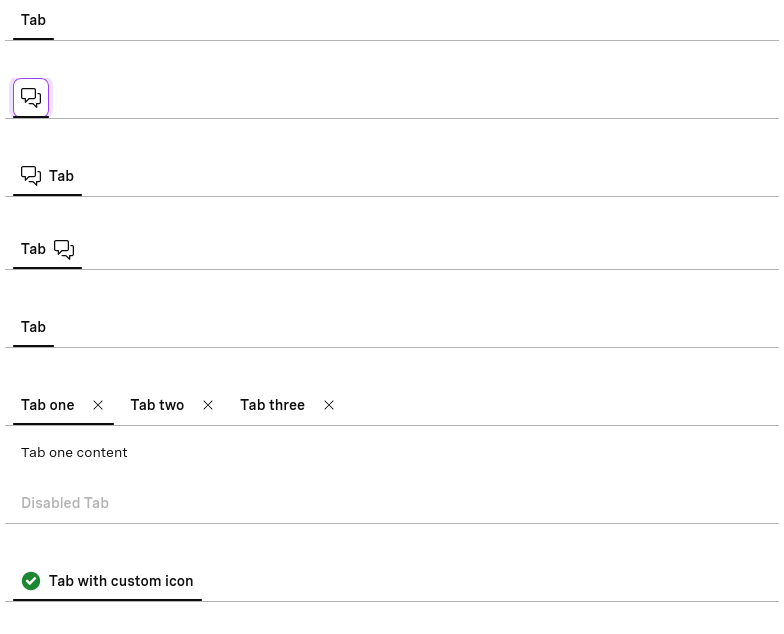 Tab
Tab
Tab
Tab
Tab one Tab two Tab three
Tab one content
Disabled Tab
Tab with custom icon